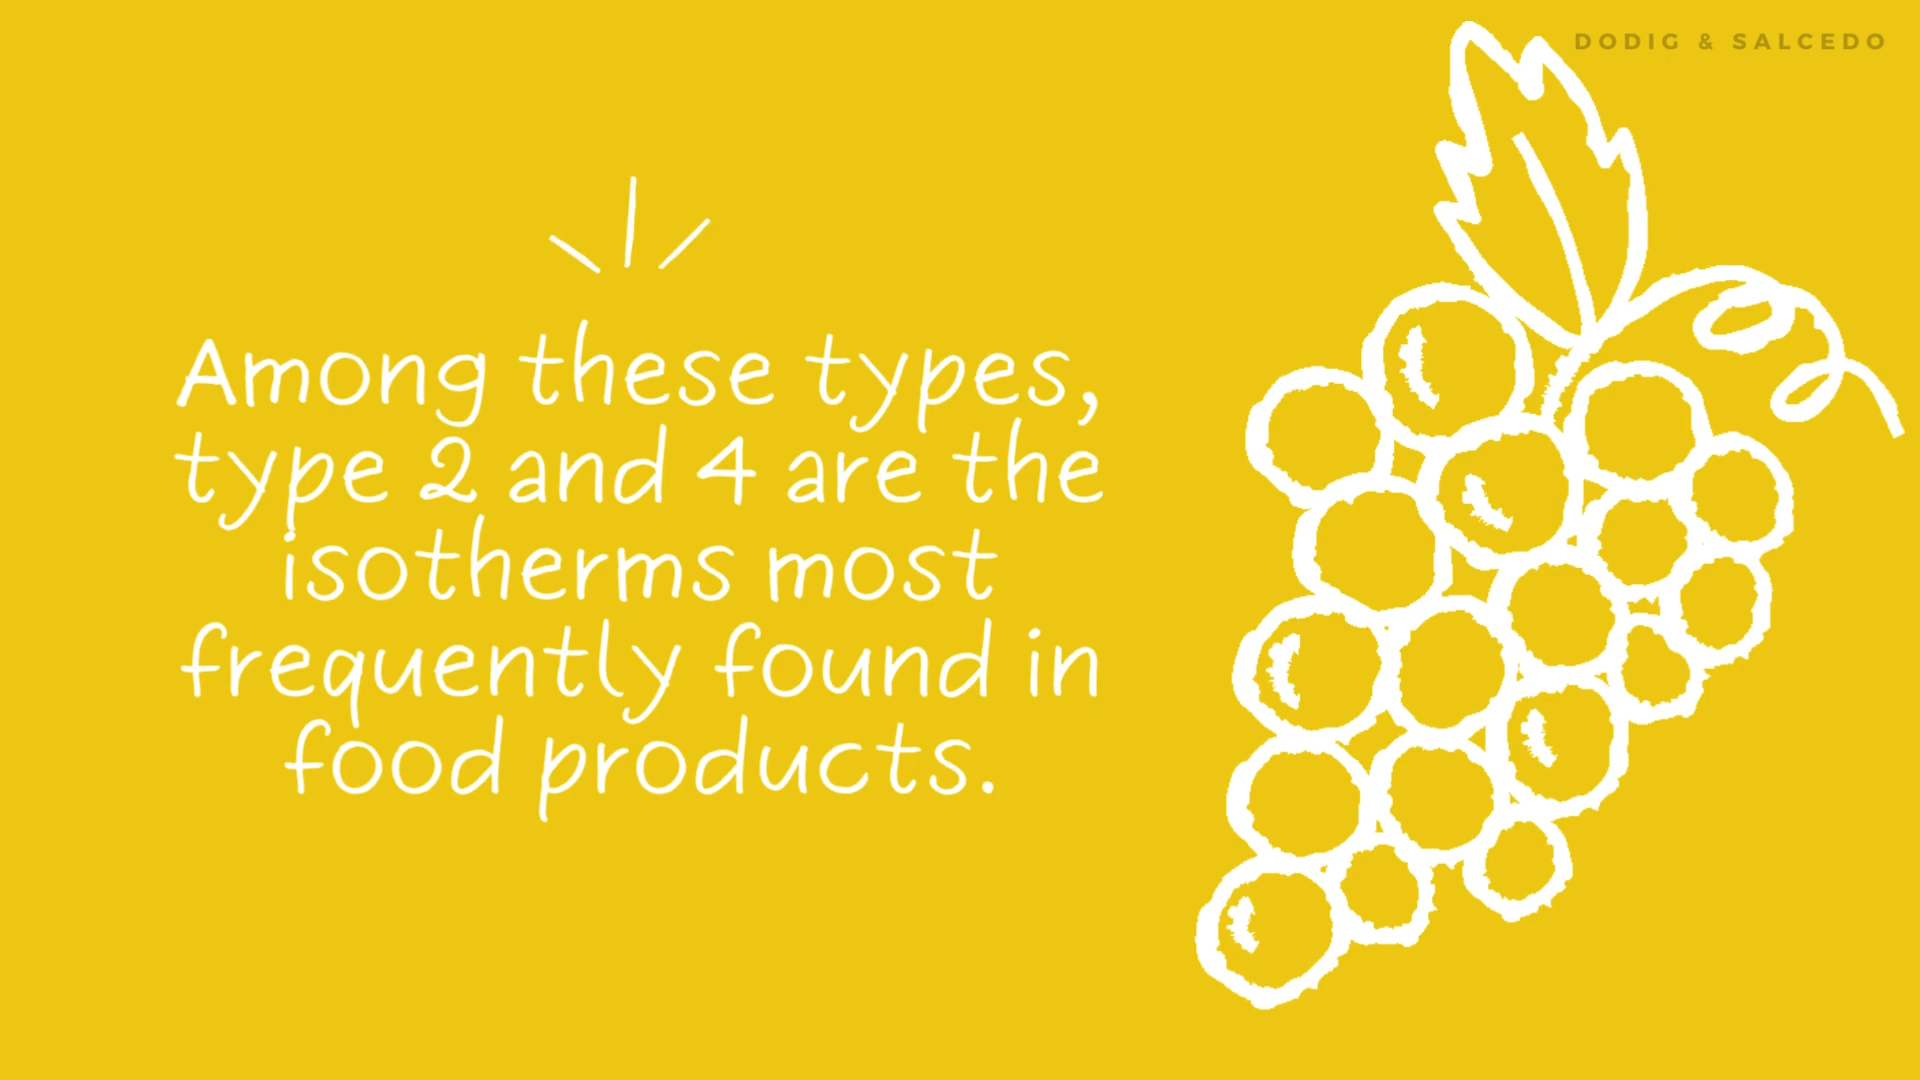 DODIG & SALCEDO
Among these types,
type 2 and 4 are the
isotherms most
frequently found in
food products.